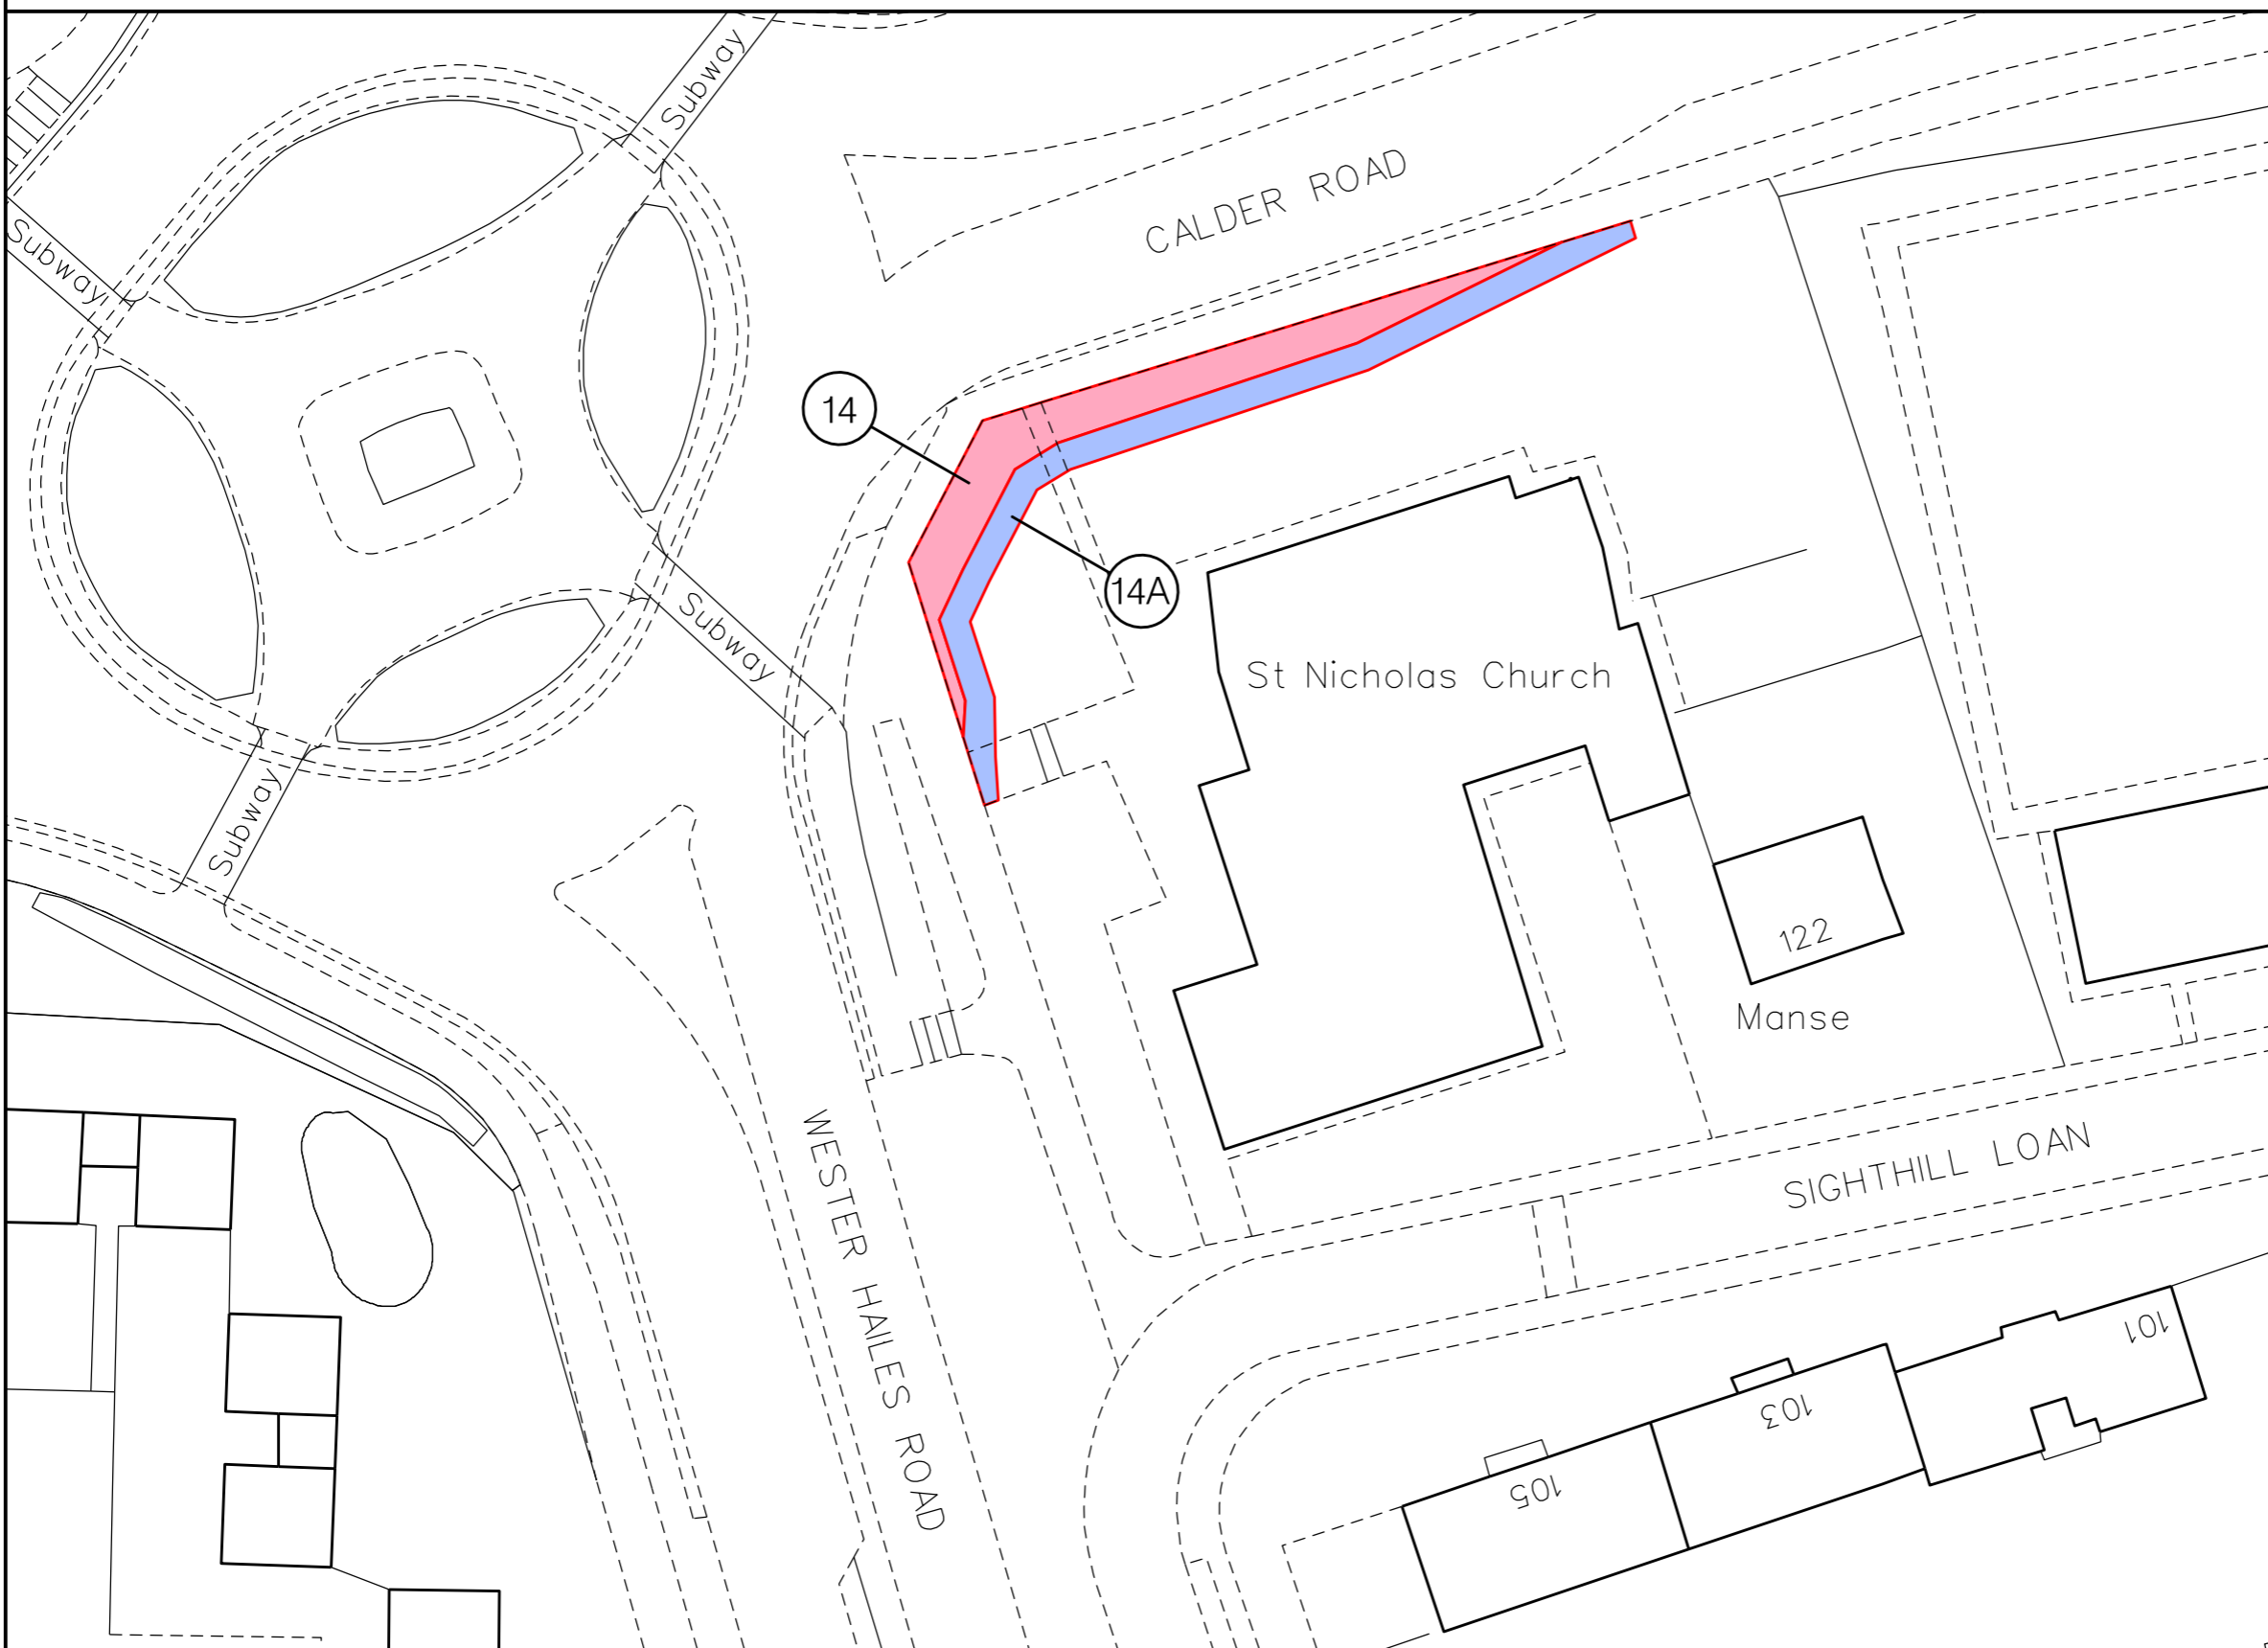 Subway
CALDER ROAD
Subway
14
14A
Subway
St Nicholas Church
Subway
122
Manse
WESTER HAILES ROAD
SIGHTHILL LOAN
101
103
105